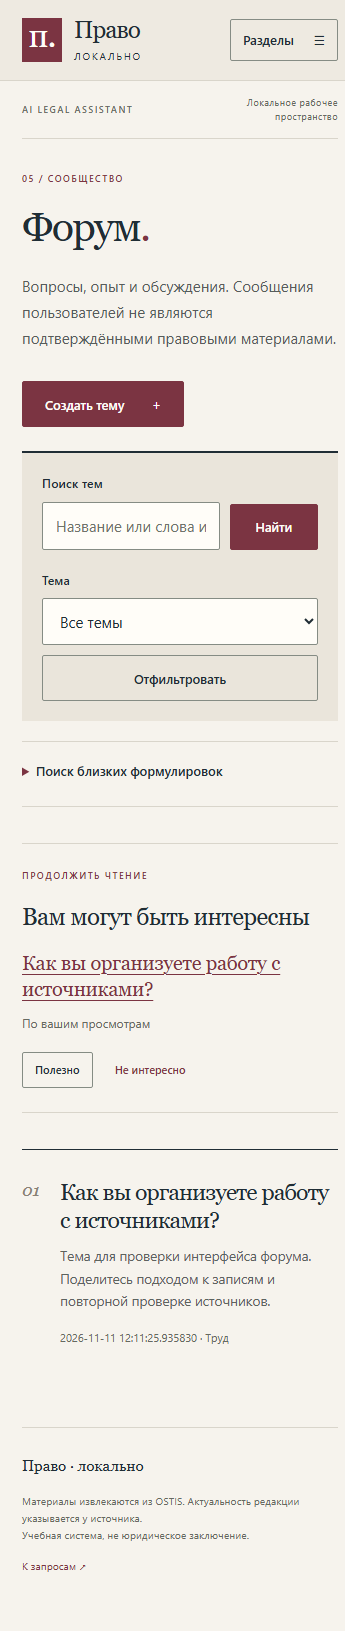 П.
Право
ЛОКАЛЬНО
Разделы ☰
AI LEGAL ASSISTANT
Локальное рабочее
пространство
05 / СООБЩЕСТВО
Форум.
Вопросы, опыт и обсуждения. Сообщения
пользователей не являются
подтверждёнными правовыми материалами.
Создать тему +
Поиск тем
Название или слова и
Найти
Тема
Все темы
Отфильтровать
Поиск близких формулировок
ПРОДОЛЖИТЬ ЧТЕНИЕ
Вам могут быть интересны
Как вы организуете работу с
источниками?
По вашим просмотрам
Полезно
Не интересно
01
Как вы организуете работу
с источниками?
Тема для проверки интерфейса форума.
Поделитесь подходом к записям и
повторной проверке источников.
2026-11-11 12:11:25.935830 · Труд
Право · локально
Материалы извлекаются из OSTIS. Актуальность редакции
указывается у источника.
Учебная система, не юридическое заключение.
К запросам ↗